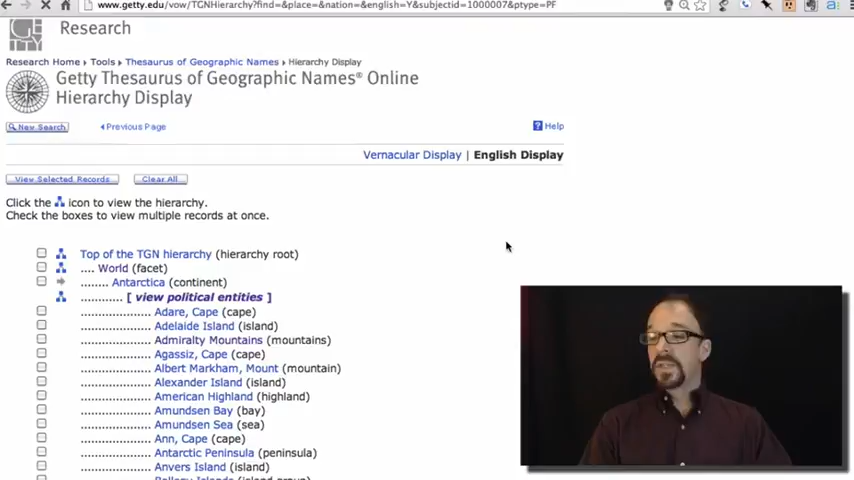 www.getty.edu/vow/TGNHierarchy?find=&place=&nation=&english=Y&subjectid=1000007&ptype=PF
Research
Research Home Tools Thesaurus of Geographic Names Hierarchy Display
Getty Thesaurus of Geographic Names® Online
Hierarchy Display
New Search Previous Page ? Help
Vernacular Display | English Display
View Selected Records Clear All
Click the icon to view the hierarchy.
Check the boxes to view multiple records at once.
Top of the TGN hierarchy (hierarchy root)
.... World (facet)
........ Antarctica (continent)
............ [ view political entities ]
.................... Adare, Cape (cape)
.................... Adelaide Island (island)
.................... Admiralty Mountains (mountains)
.................... Agassiz, Cape (cape)
.................... Albert Markham, Mount (mountain)
.................... Alexander Island (island)
.................... American Highland (highland)
.................... Amundsen Bay (bay)
.................... Amundsen Sea (sea)
.................... Ann, Cape (cape)
.................... Antarctic Peninsula (peninsula)
.................... Anvers Island (island)